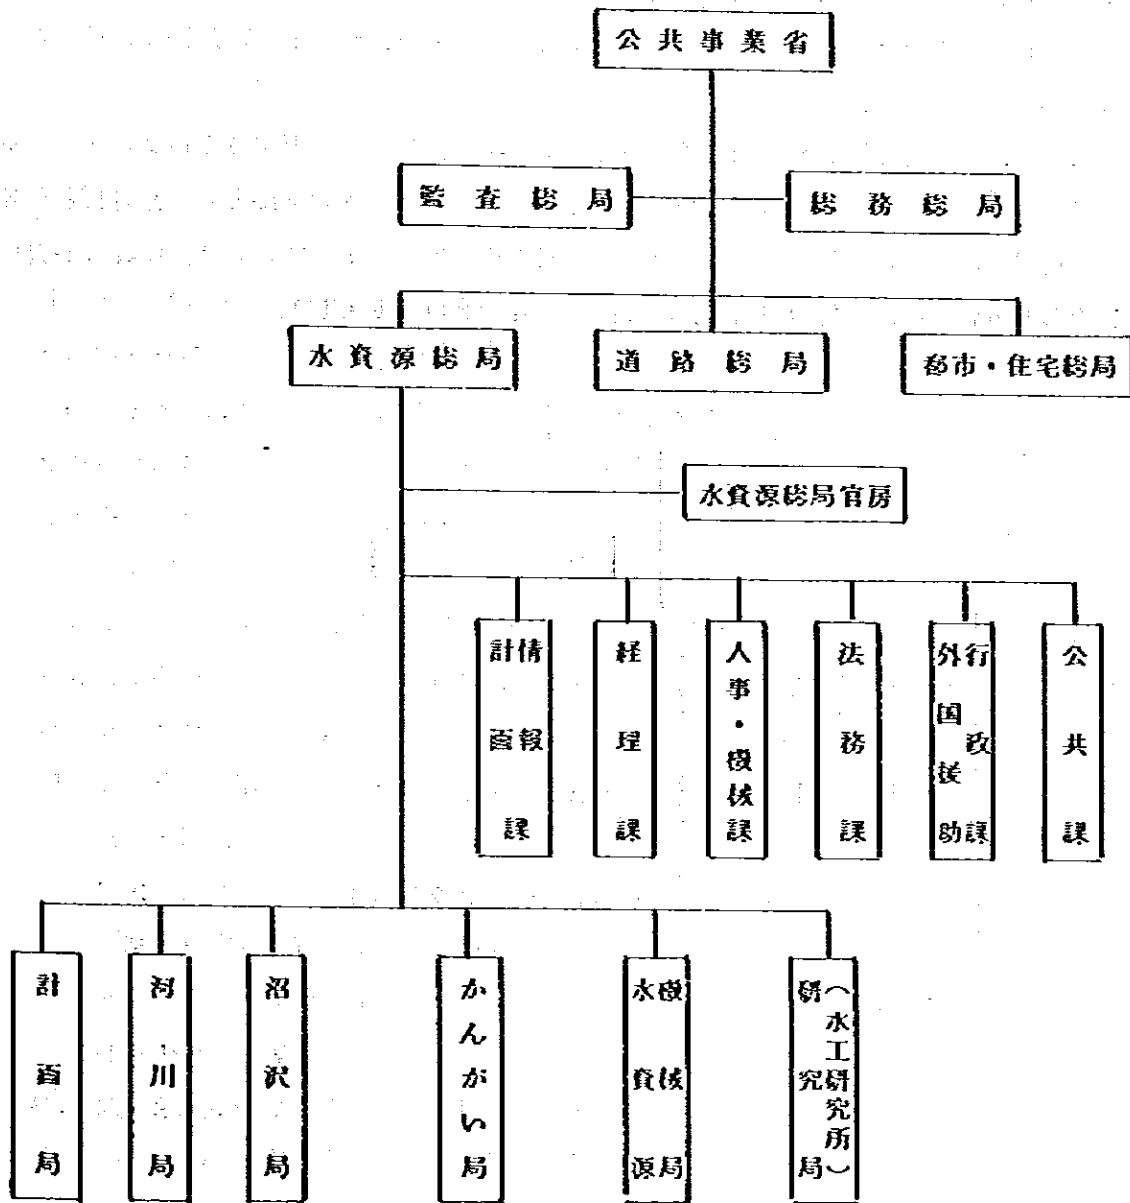 公共事業省
監査総局
総務総局
水資源総局
道路総局
都市・住宅総局
水資源総局官房
計画情報課
経理課
人事・機械課
法務課
外国援助行政課
公共課
計画局
河川局
沼沢局
かんがい局
水資源機械局
研究局
(水工研究所)